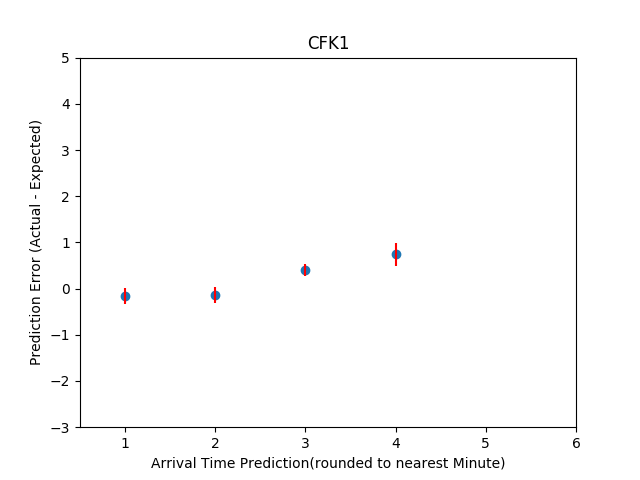 CFK1
Prediction Error (Actual - Expected)
5
4
3
2
1
0
−1
−2
−3
1 2 3 4 5 6
Arrival Time Prediction(rounded to nearest Minute)